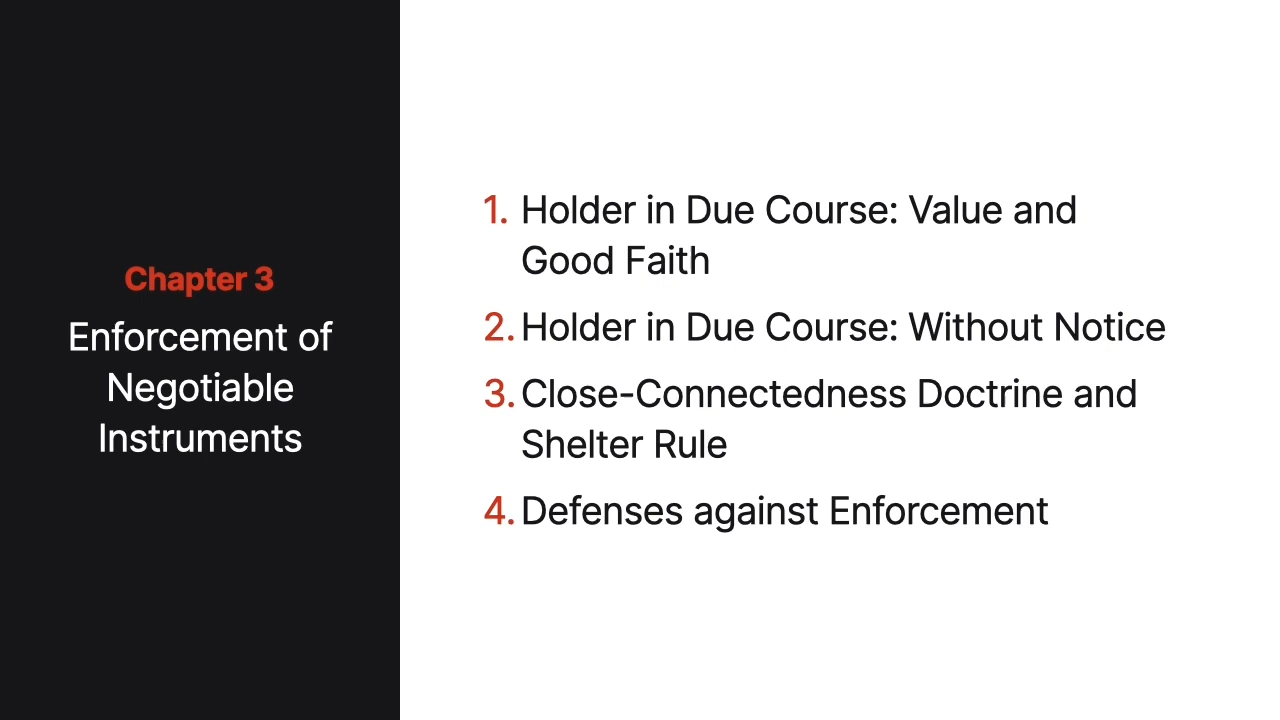 Chapter 3
Enforcement of
Negotiable
Instruments
1. Holder in Due Course: Value and
Good Faith
2. Holder in Due Course: Without Notice
3. Close-Connectedness Doctrine and
Shelter Rule
4. Defenses against Enforcement